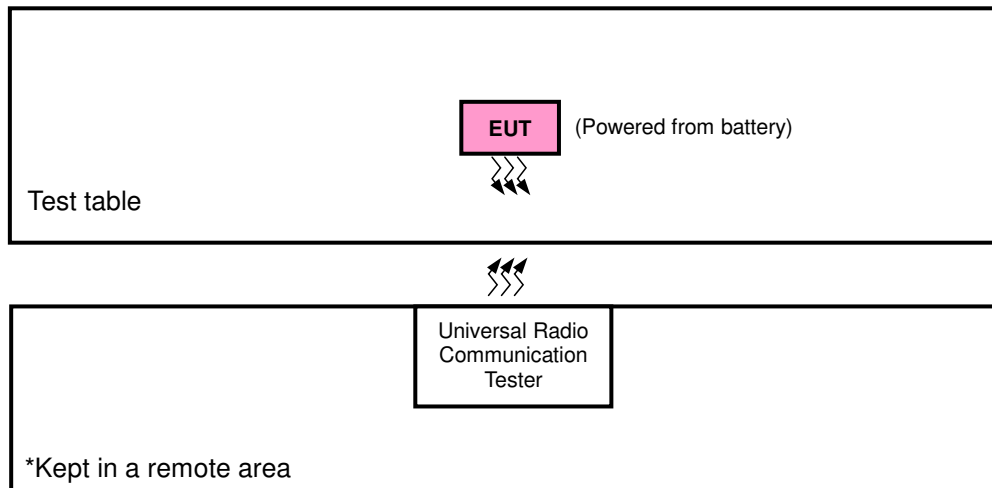 EUT
(Powered from battery)
Test table
Universal Radio
Communication
Tester
*Kept in a remote area